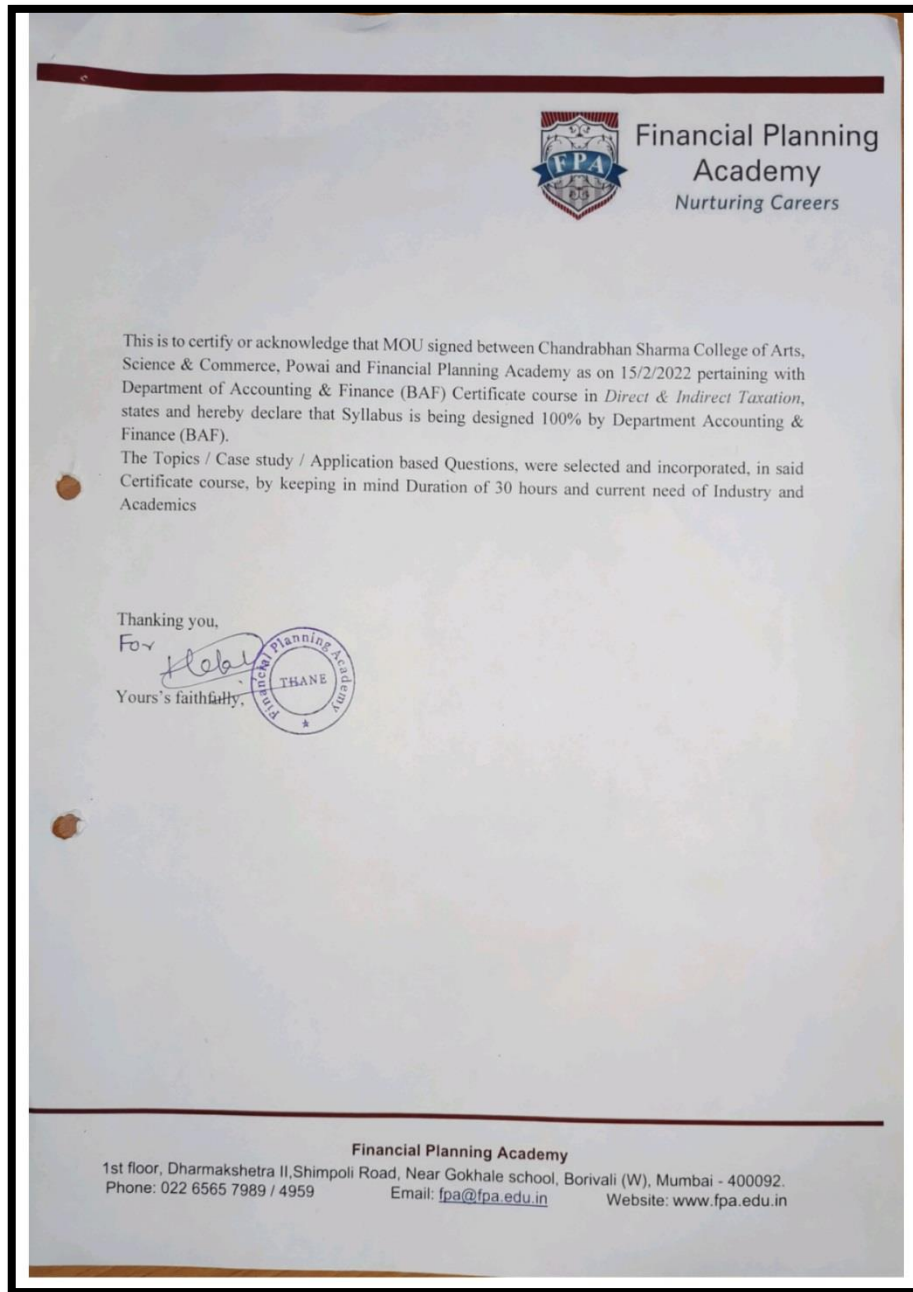 FPA
Financial Planning
Academy
Nurturing Careers
This is to certify or acknowledge that MOU signed between Chandrabhan Sharma College of Arts,
Science & Commerce, Powai and Financial Planning Academy as on 15/2/2022 pertaining with
Department of Accounting & Finance (BAF) Certificate course in Direct & Indirect Taxation,
states and hereby declare that Syllabus is being designed 100% by Department Accounting &
Finance (BAF).
The Topics / Case study / Application based Questions, were selected and incorporated, in said
Certificate course, by keeping in mind Duration of 30 hours and current need of Industry and
Academics
Thanking you,
For
Yours's faithfully,
Financial Planning Academy
THANE
Financial Planning Academy
1st floor, Dharmakshetra II,Shimpoli Road, Near Gokhale school, Borivali (W), Mumbai - 400092.
Phone: 022 6565 7989 / 4959 Email: fpa@fpa.edu.in Website: www.fpa.edu.in